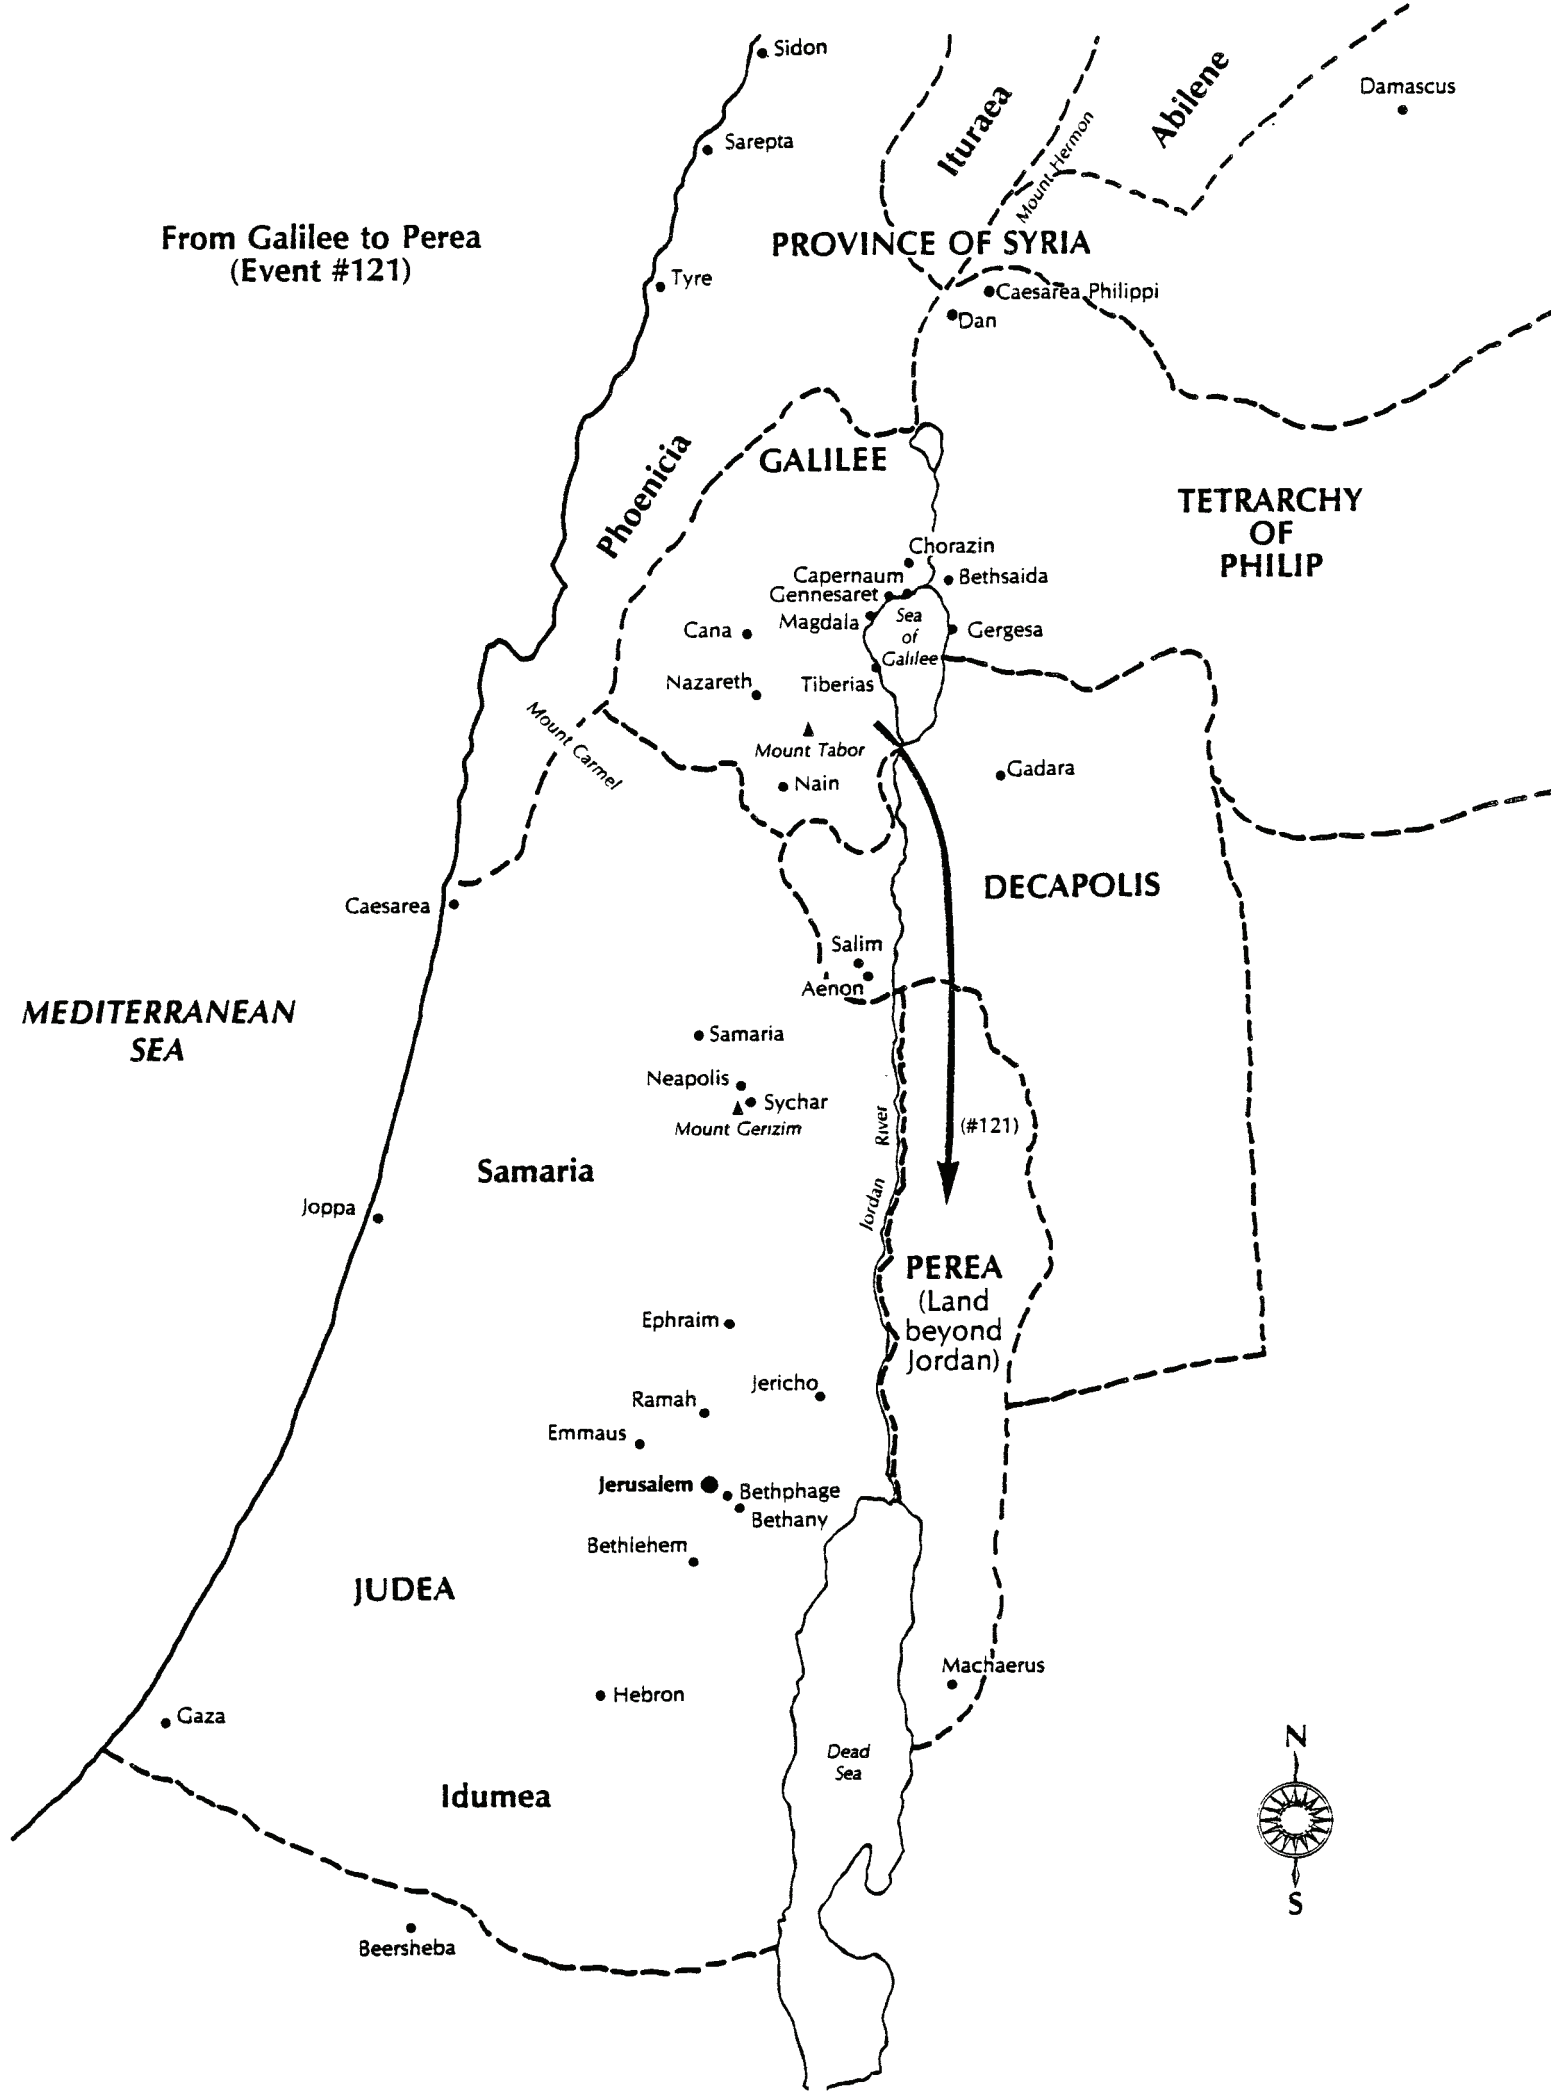 Sidon
Damascus
Ituraea
Abilene
Mount Hermon
Sarepta
From Galilee to Perea
(Event #121)
PROVINCE OF SYRIA
Tyre
Caesarea Philippi
Dan
Phoenicia
GALILEE
TETRARCHY
OF
PHILIP
Chorazin
Capernaum
Bethsaida
Gennesaret
Magdala
Sea
of
Galilee
Cana
Gergesa
Nazareth
Tiberias
Mount Carmel
Mount Tabor
Gadara
Nain
DECAPOLIS
Caesarea
Salim
Aenon
MEDITERRANEAN
SEA
Samaria
Neapolis
Sychar
Mount Gerizim
Jordan River
(#121)
Samaria
Joppa
PEREA
(Land
beyond
Jordan)
Ephraim
Jericho
Ramah
Emmaus
Jerusalem
Bethphage
Bethany
Bethlehem
JUDEA
Machaerus
Hebron
Gaza
Dead
Sea
Idumea
N
S
Beersheba